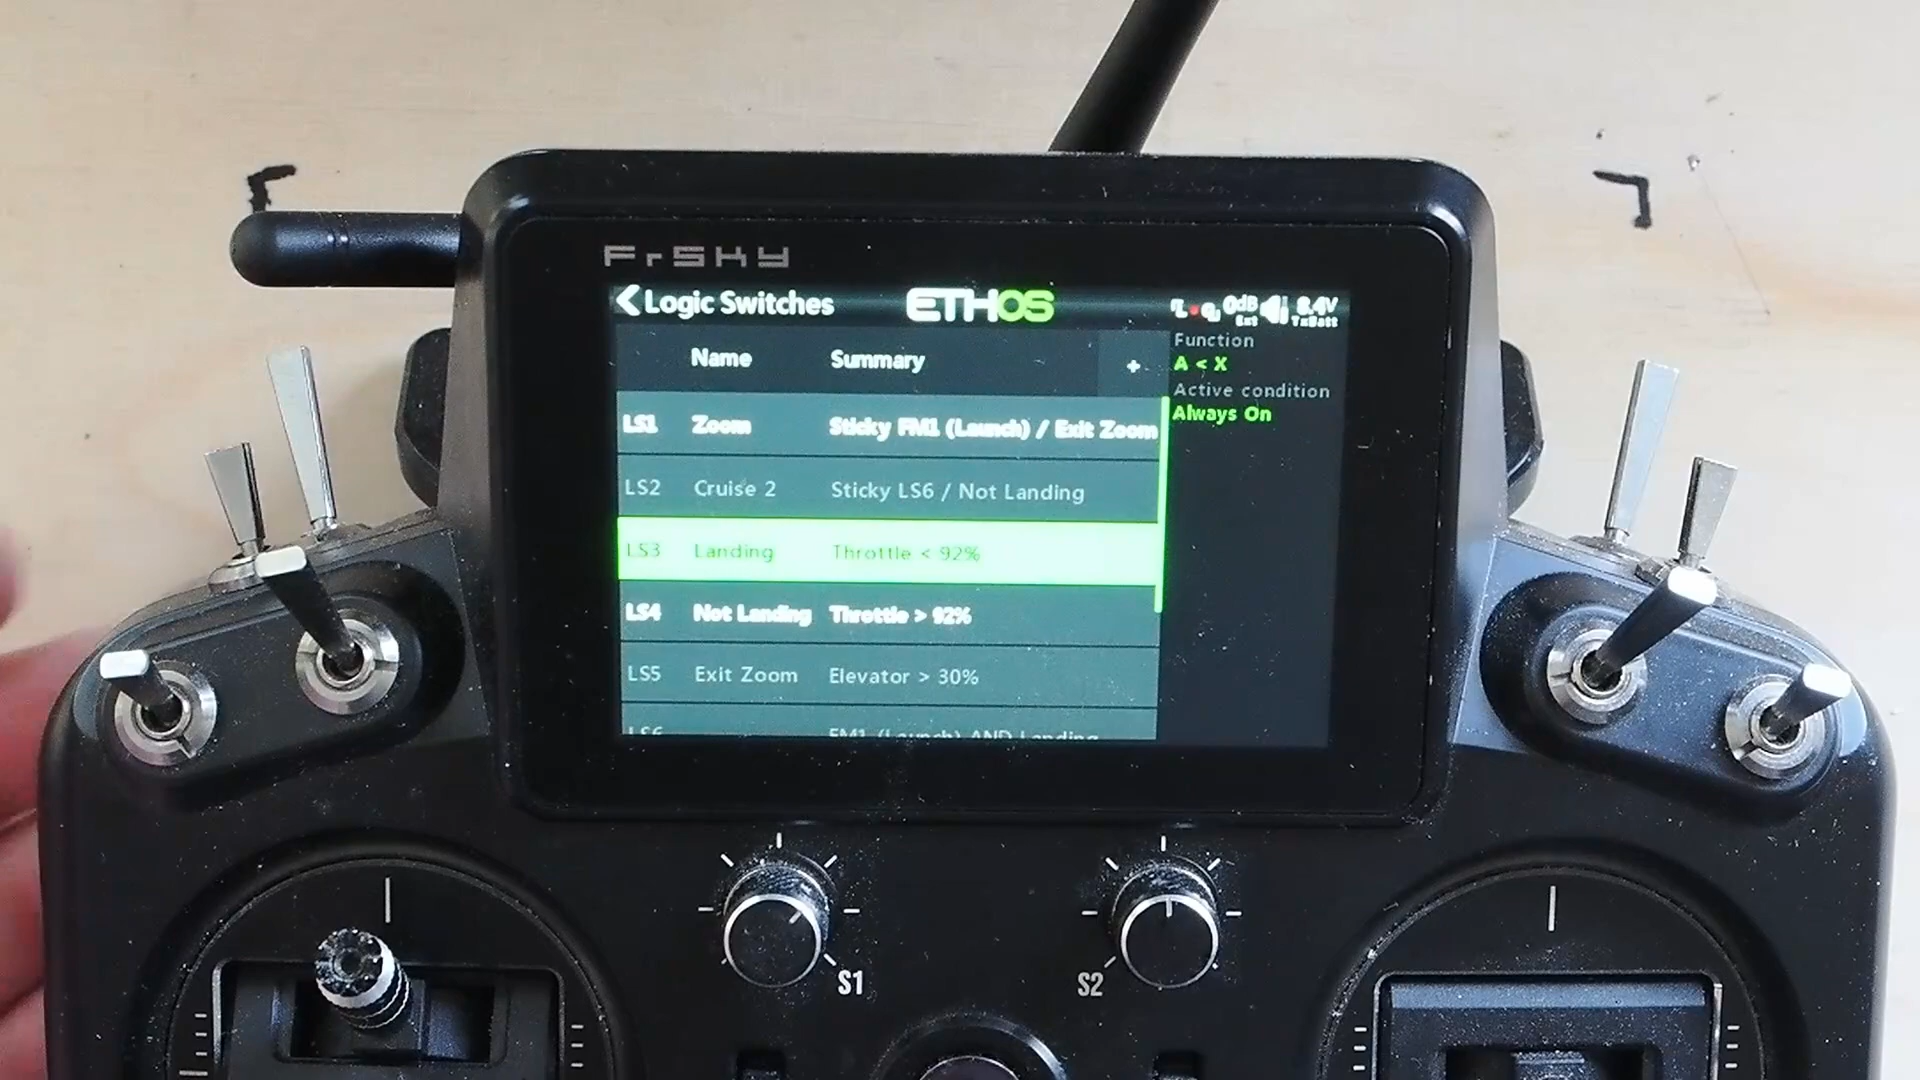 FrSKY
Logic Switches
ETHOS
0dB
Ext
8.4V
TxBatt
Name Summary +
Function
A < X
Active condition
Always On
LS1 Zoom Sticky FM1 (Launch) / Exit Zoom
LS2 Cruise 2 Sticky LS6 / Not Landing
LS3 Landing Throttle < 92%
LS4 Not Landing Throttle > 92%
LS5 Exit Zoom Elevator > 30%
LS6 FM1 (Launch) AND Landing
S1
S2